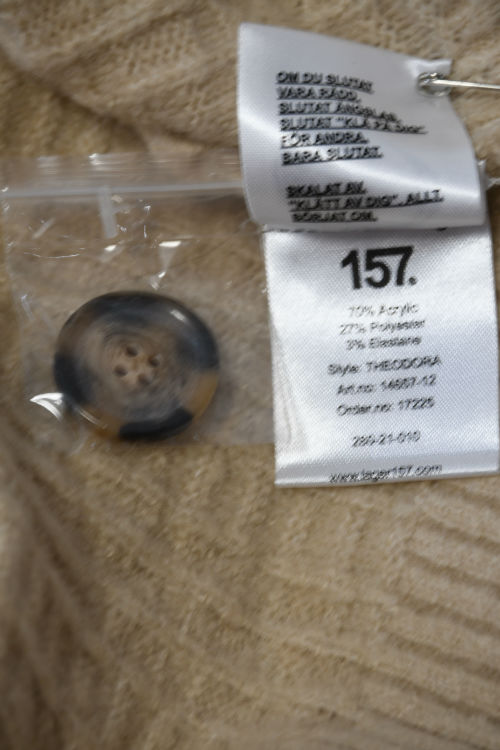 OM DU SLUTAT
VARA RÄDD.
SLUTAT ÄNGSLAN.
SLUTAT "KLÄ PÅ SIG"
FÖR ANDRA.
BARA SLUTAT.
SKALAT AV.
"KLÄTT AV DIG". ALLT.
BÖRJAT OM.
157.
70% Acrylic
27% Polyester
3% Elastane
Style: THEODORA
Art.no: 14657-12
Order.no: 17225
280-21-010
www.lager157.com